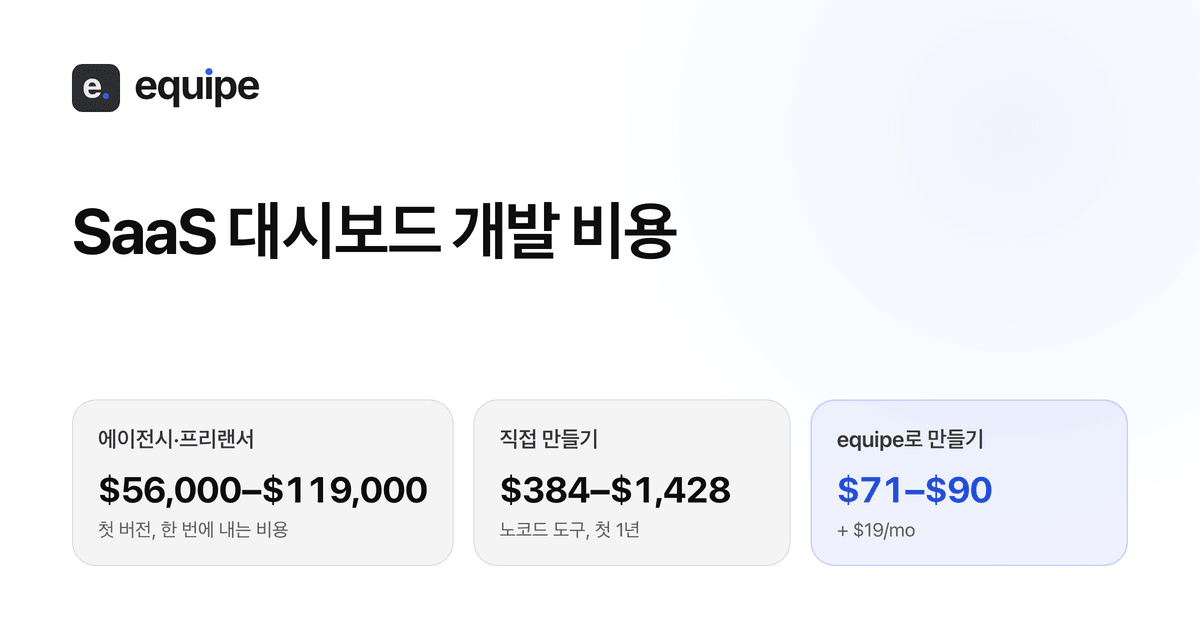 e.
equipe
SaaS 대시보드 개발 비용
에이전시·프리랜서
$56,000–$119,000
첫 버전, 한 번에 내는 비용
직접 만들기
$384–$1,428
노코드 도구, 첫 1년
equipe로 만들기
$71–$90
+ $19/mo